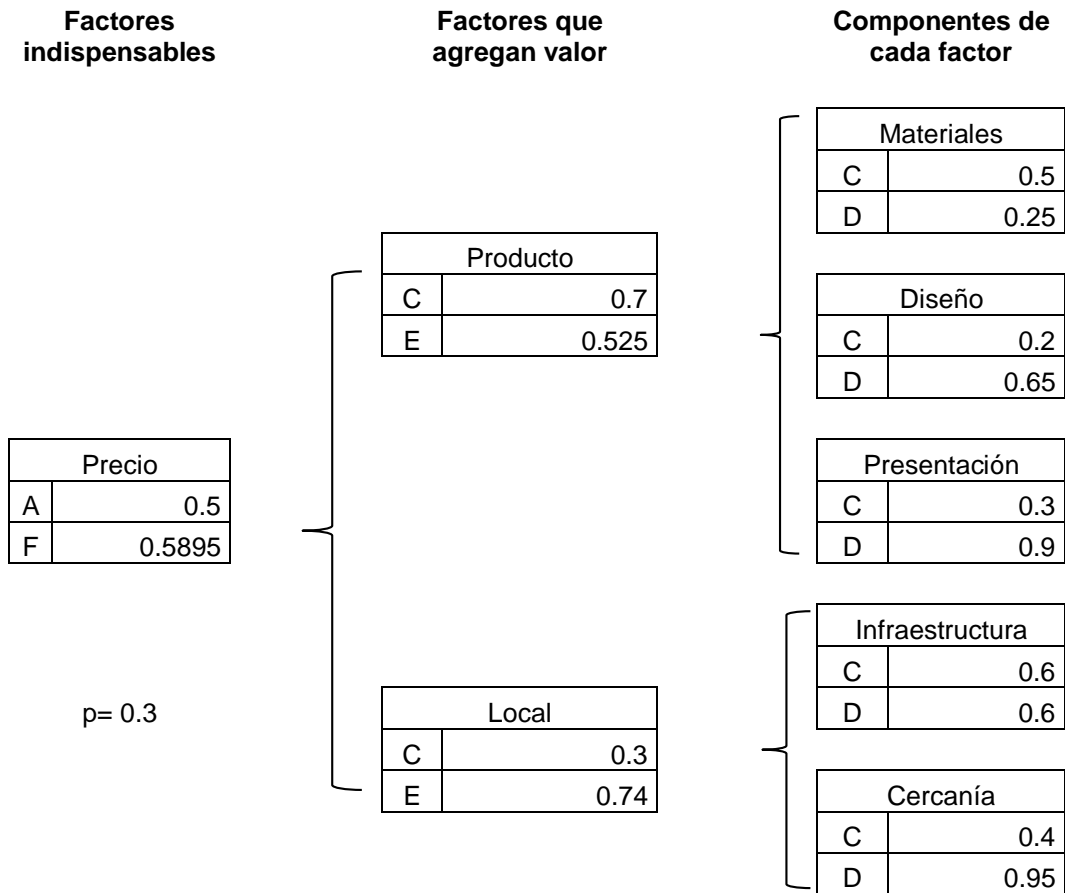 Factores
indispensables
Factores que
agregan valor
Componentes de
cada factor
Materiales
C 0.5
D 0.25
Producto
C 0.7
E 0.525
Diseño
C 0.2
D 0.65
Precio
A 0.5
F 0.5895
Presentación
C 0.3
D 0.9
Infraestructura
C 0.6
D 0.6
p= 0.3
Local
C 0.3
E 0.74
Cercanía
C 0.4
D 0.95